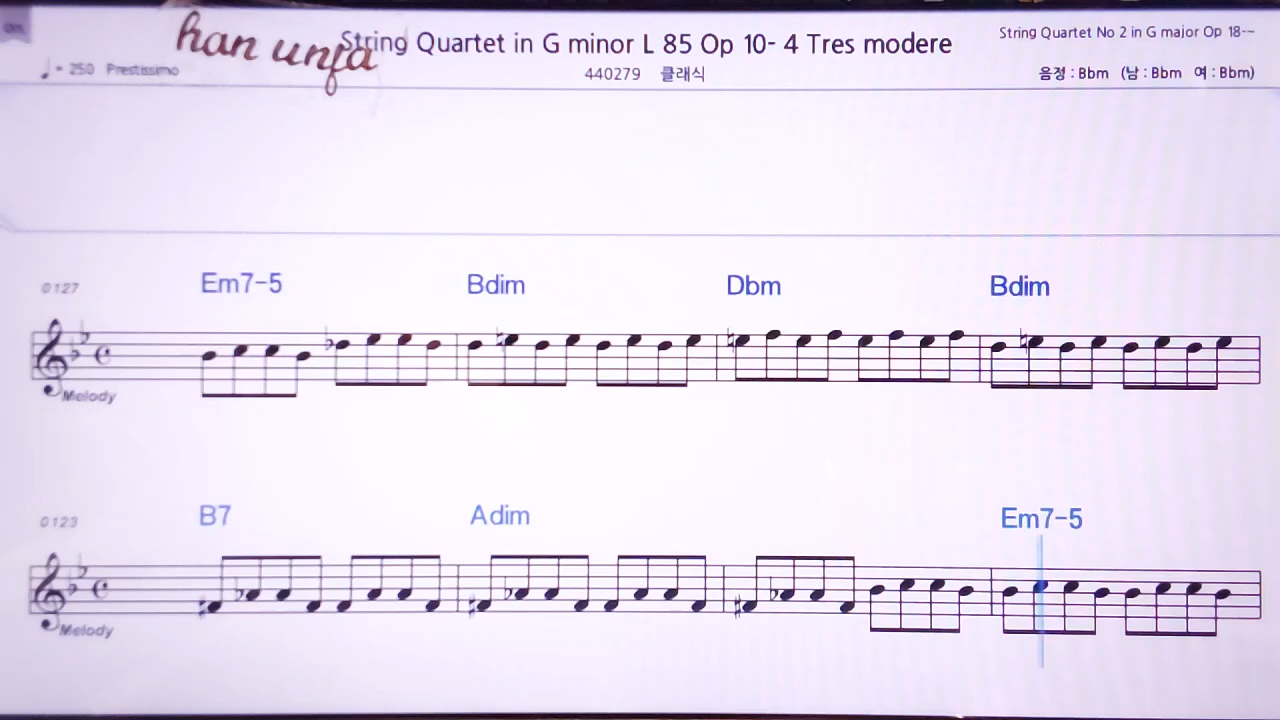 han unfa
String Quartet in G minor L 85 Op 10- 4 Tres modere
String Quartet No 2 in G major Op 18-~
♩= 250 Prestissimo
440279 클래식
음정 : Bbm (남 : Bbm 여 : Bbm)
0127
Em7-5 Bdim Dbm Bdim
Melody
0123
B7 Adim Em7-5
Melody